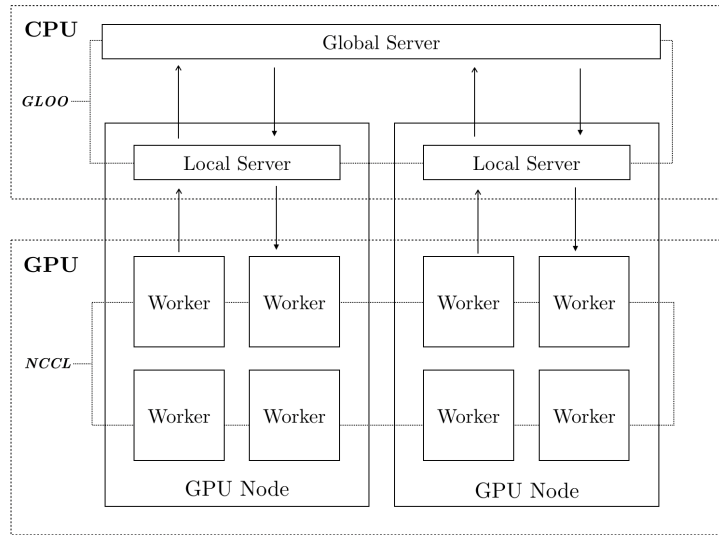 CPU
Global Server
GLOO
Local Server
Local Server
GPU
Worker
Worker
Worker
Worker
NCCL
Worker
Worker
Worker
Worker
GPU Node
GPU Node